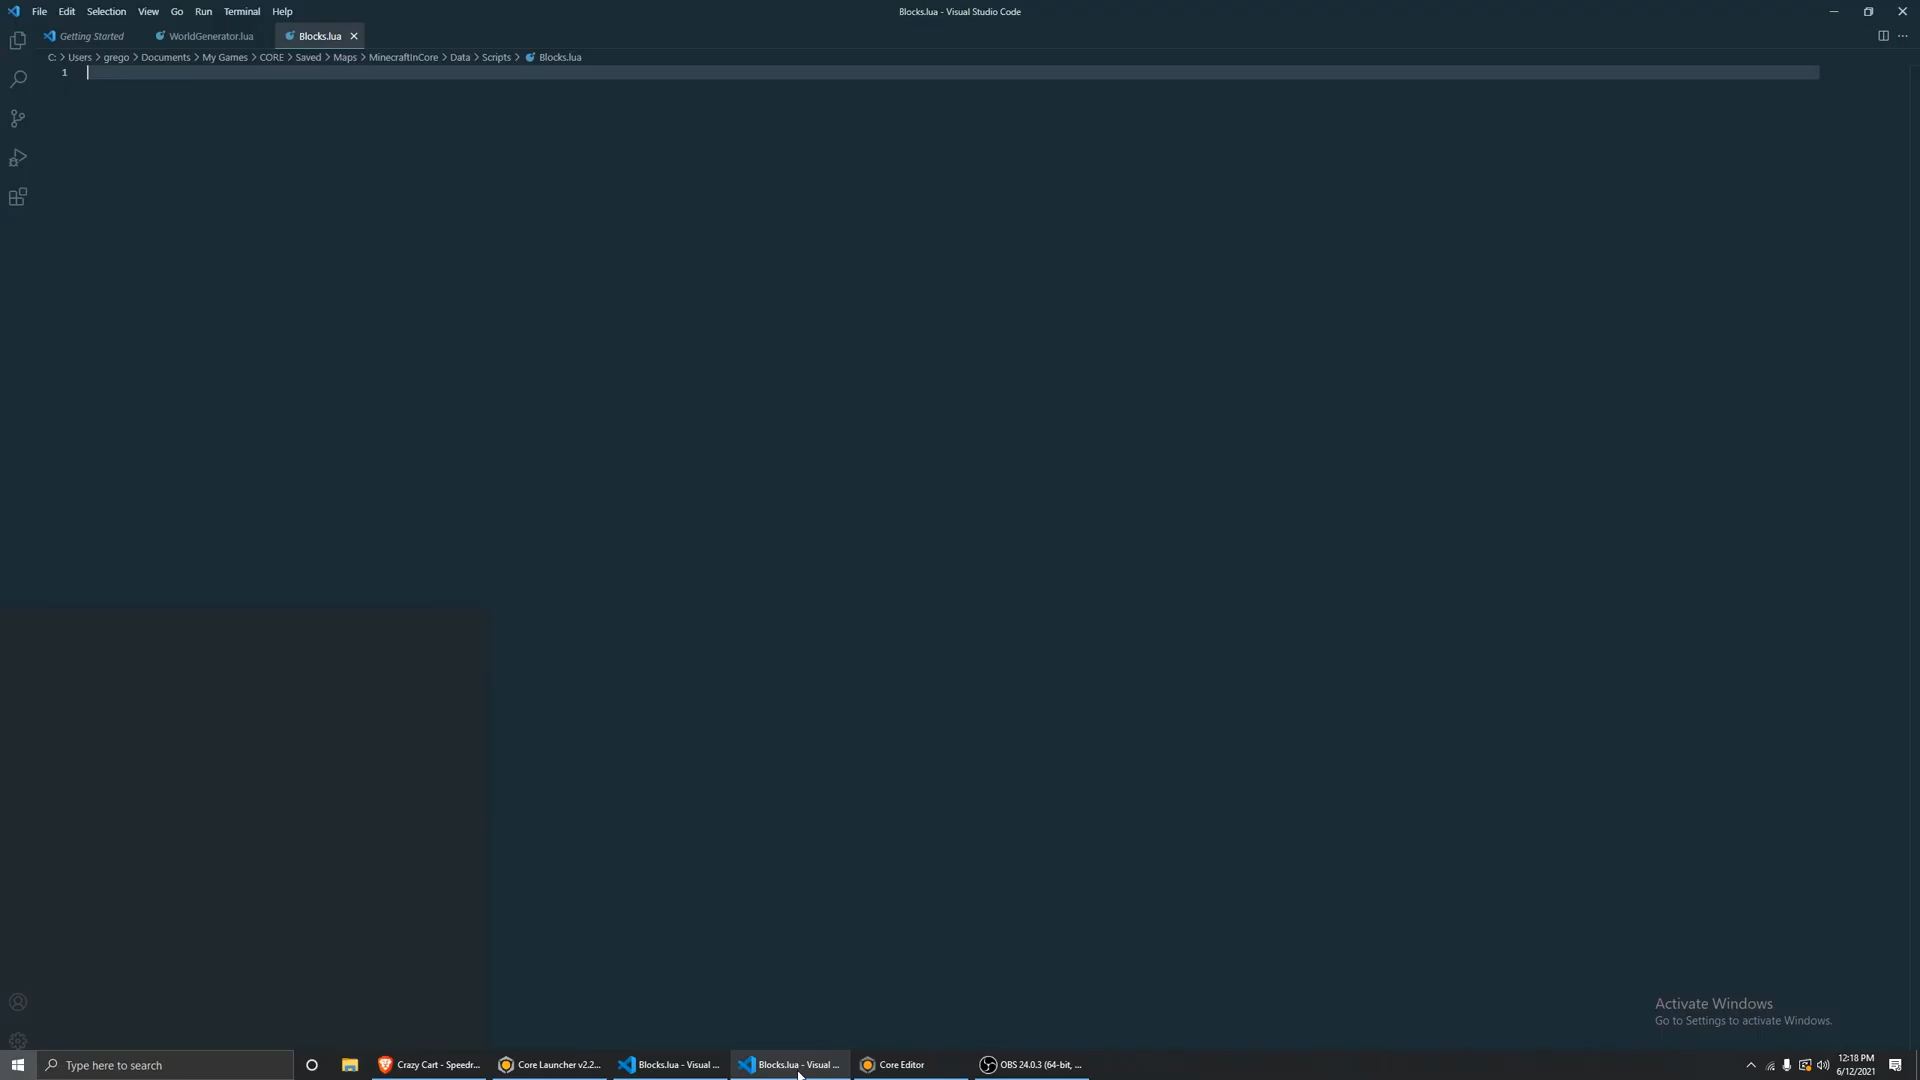 File Edit Selection View Go Run Terminal Help
Blocks.lua - Visual Studio Code
Getting Started WorldGenerator.lua Blocks.lua
C: > Users > grego > Documents > My Games > CORE > Saved > Maps > MinecraftInCore > Data > Scripts > Blocks.lua
1
Activate Windows
Go to Settings to activate Windows.
Type here to search
Crazy Cart - Speedr...
Core Launcher v2.2...
Blocks.lua - Visual ...
Blocks.lua - Visual ...
Core Editor
OBS 24.0.3 (64-bit, ...
12:18 PM
6/12/2021